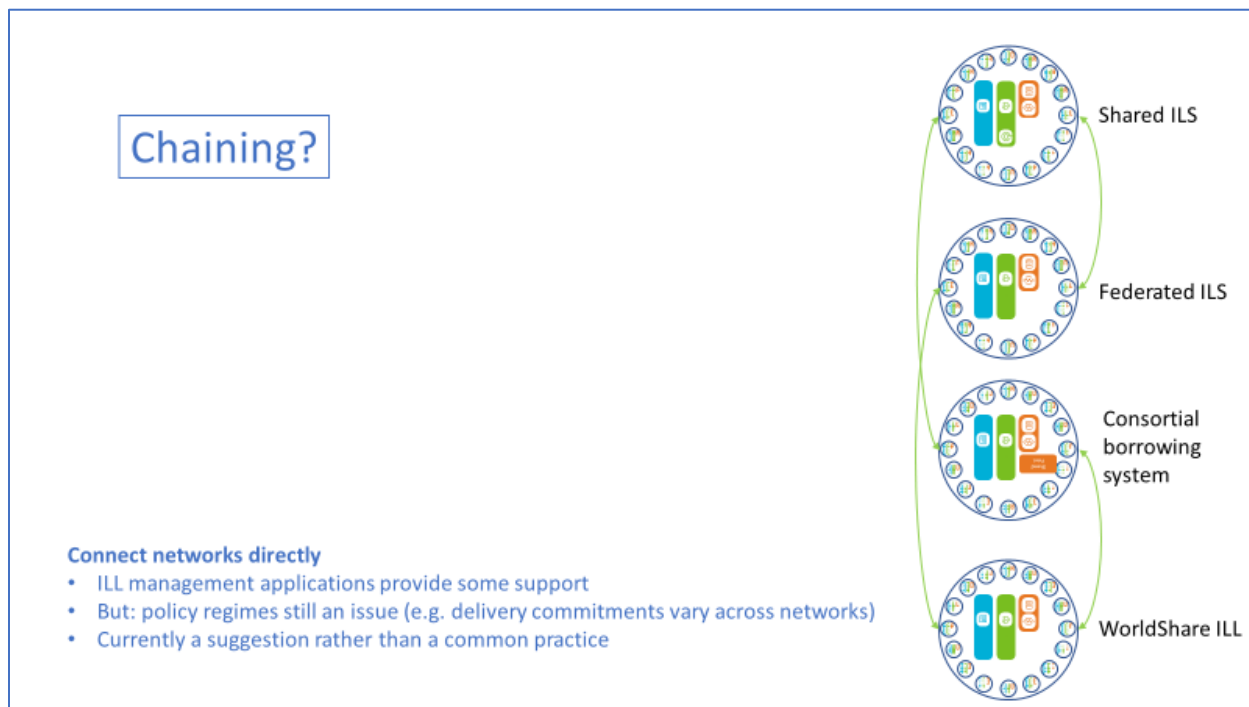 Chaining?
Shared ILS
Federated ILS
Consortial
borrowing
system
WorldShare ILL
Connect networks directly
• ILL management applications provide some support
• But: policy regimes still an issue (e.g. delivery commitments vary across networks)
• Currently a suggestion rather than a common practice